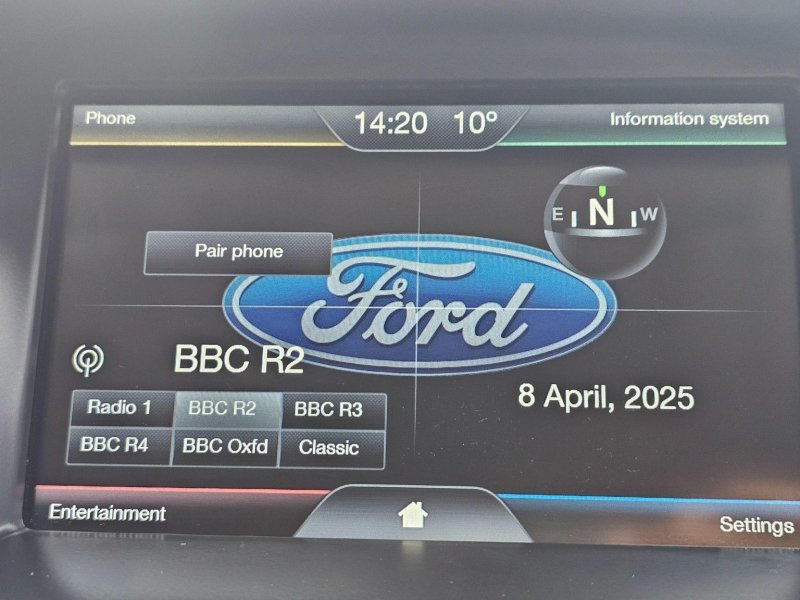 Phone
14:20 10°
Information system
E N W
Pair phone
Ford
BBC R2
Radio 1 BBC R2 BBC R3
BBC R4 BBC Oxfd Classic
8 April, 2025
Entertainment
Settings